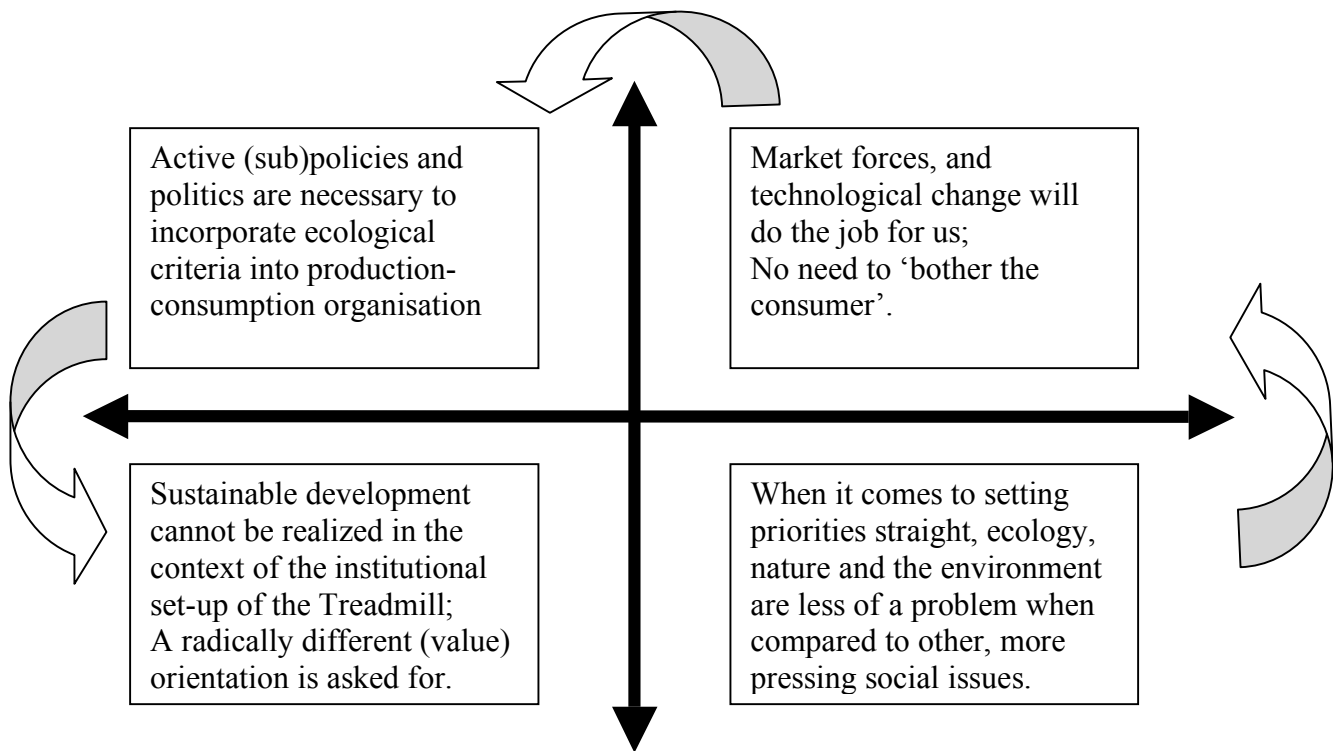 Active (sub)policies and
politics are necessary to
incorporate ecological
criteria into production-
consumption organisation
Market forces, and
technological change will
do the job for us;
No need to ‘bother the
consumer’.
Sustainable development
cannot be realized in the
context of the institutional
set-up of the Treadmill;
A radically different (value)
orientation is asked for.
When it comes to setting
priorities straight, ecology,
nature and the environment
are less of a problem when
compared to other, more
pressing social issues.